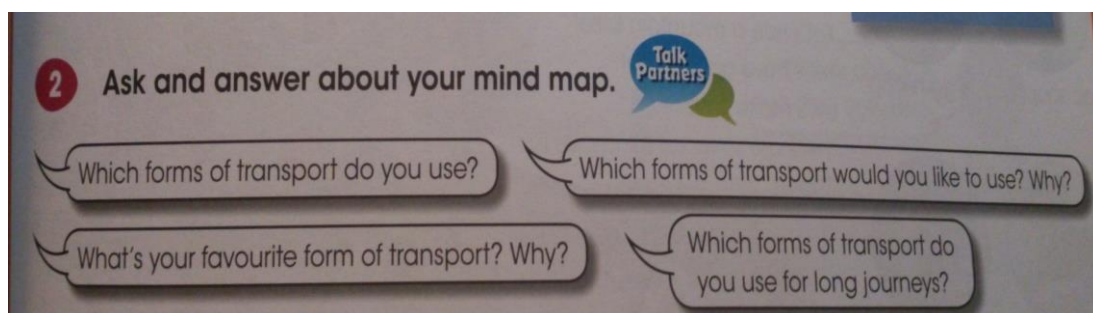 2 Ask and answer about your mind map.
Talk
Partners
Which forms of transport do you use?
Which forms of transport would you like to use? Why?
What's your favourite form of transport? Why?
Which forms of transport do
you use for long journeys?